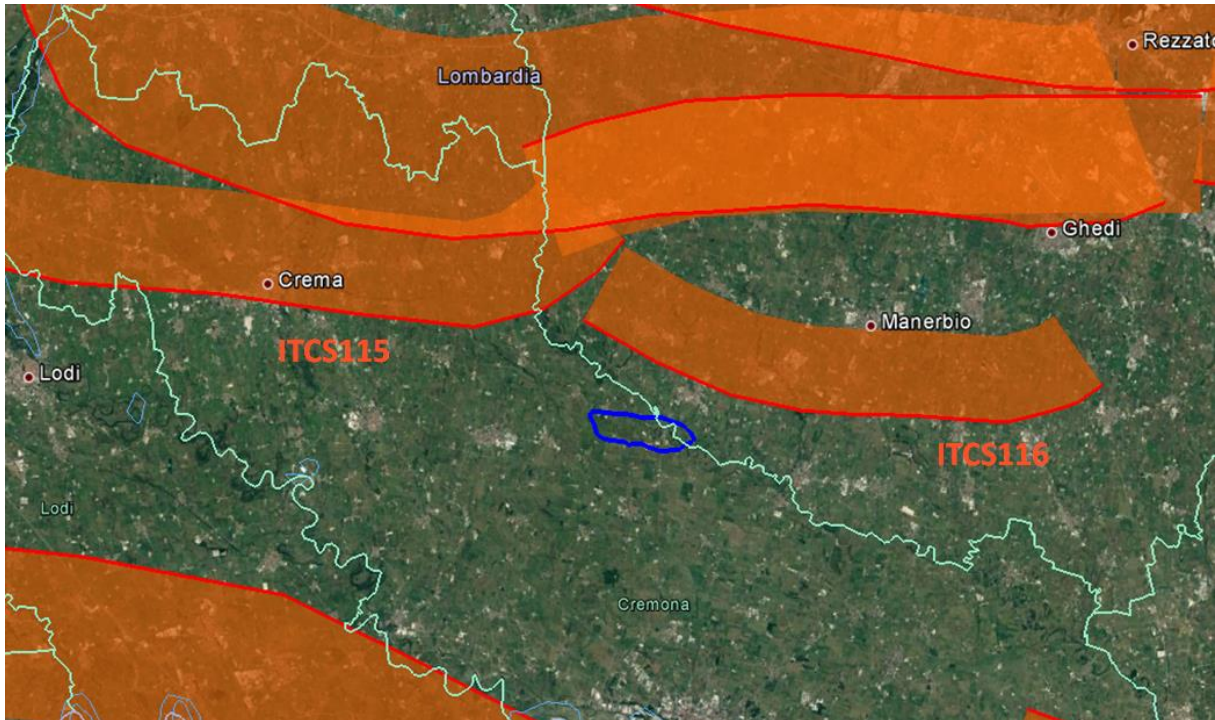 Rezzato
Lombardia
Ghedi
Crema
Manerbio
ITCS115
Lodi
ITCS116
Lodi
Cremona